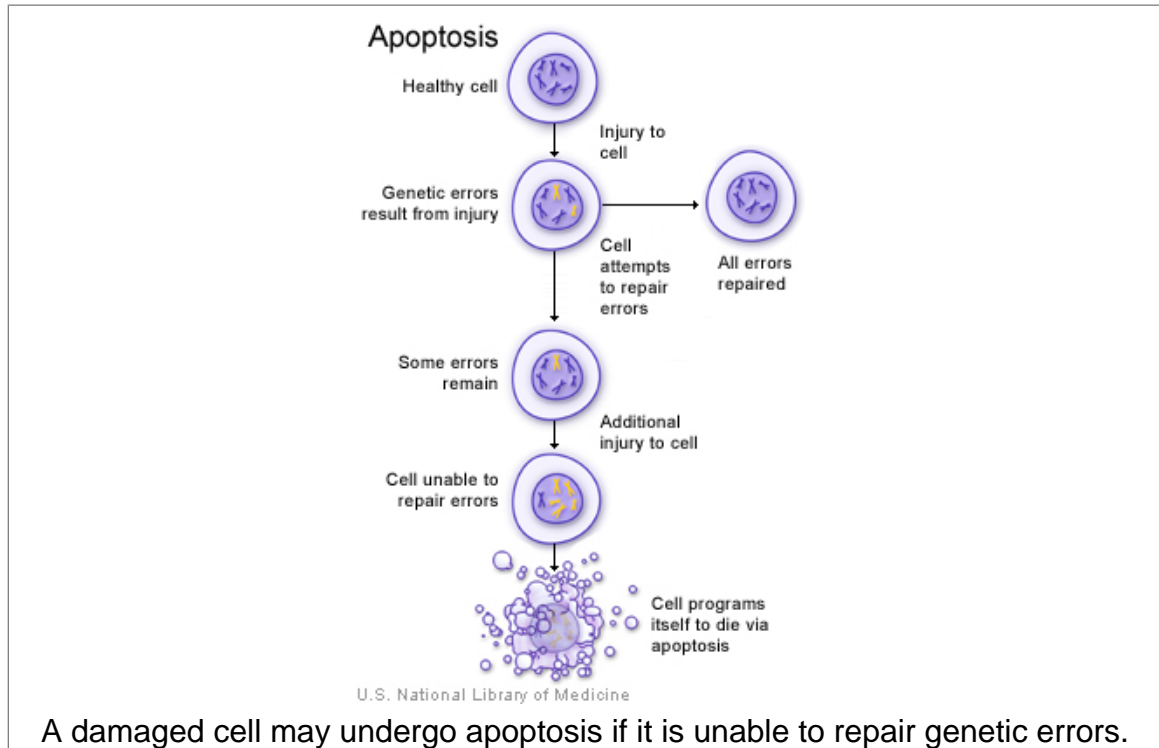 Apoptosis
Healthy cell
Injury to
cell
Genetic errors
result from injury
Cell
attempts
to repair
errors
All errors
repaired
Some errors
remain
Additional
injury to cell
Cell unable to
repair errors
Cell programs
itself to die via
apoptosis
U.S. National Library of Medicine
A damaged cell may undergo apoptosis if it is unable to repair genetic errors.